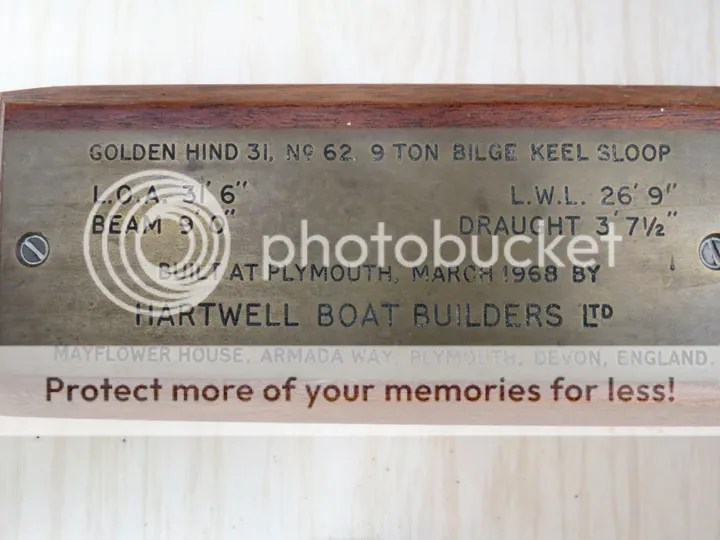 GOLDEN HIND 31, Nº 62, 9 TON BILGE KEEL SLOOP
L.O.A. 31' 6" L.W.L. 26' 9"
BEAM 9' 0" DRAUGHT 3' 7½"
photobucket
BUILT AT PLYMOUTH, MARCH 1968 BY
HARTWELL BOAT BUILDERS LTD
MAYFLOWER HOUSE, ARMADA WAY, PLYMOUTH, DEVON, ENGLAND.
Protect more of your memories for less!